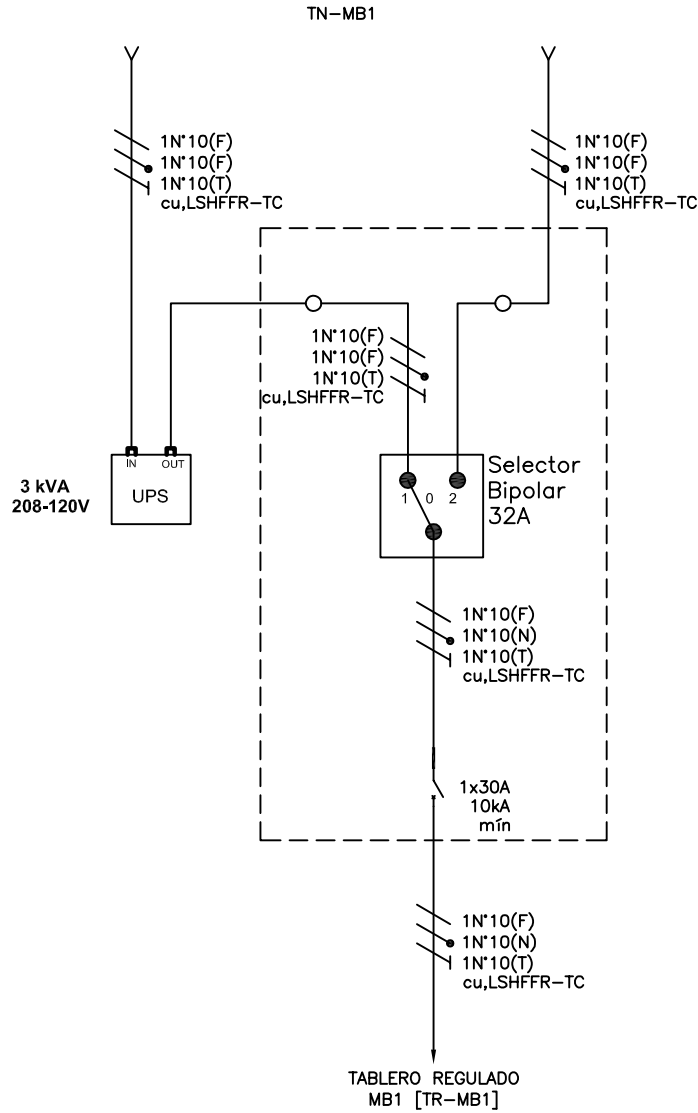 TN-MB1
1N°10(F)
1N°10(F)
1N°10(T)
cu,LSHFFR-TC
1N°10(F)
1N°10(F)
1N°10(T)
cu,LSHFFR-TC
1N°10(F)
1N°10(F)
1N°10(T)
cu,LSHFFR-TC
3 kVA
208-120V
IN
OUT
UPS
1 0 2
Selector
Bipolar
32A
1N°10(F)
1N°10(N)
1N°10(T)
cu,LSHFFR-TC
1x30A
10kA
mín
1N°10(F)
1N°10(N)
1N°10(T)
cu,LSHFFR-TC
TABLERO REGULADO
MB1 [TR-MB1]